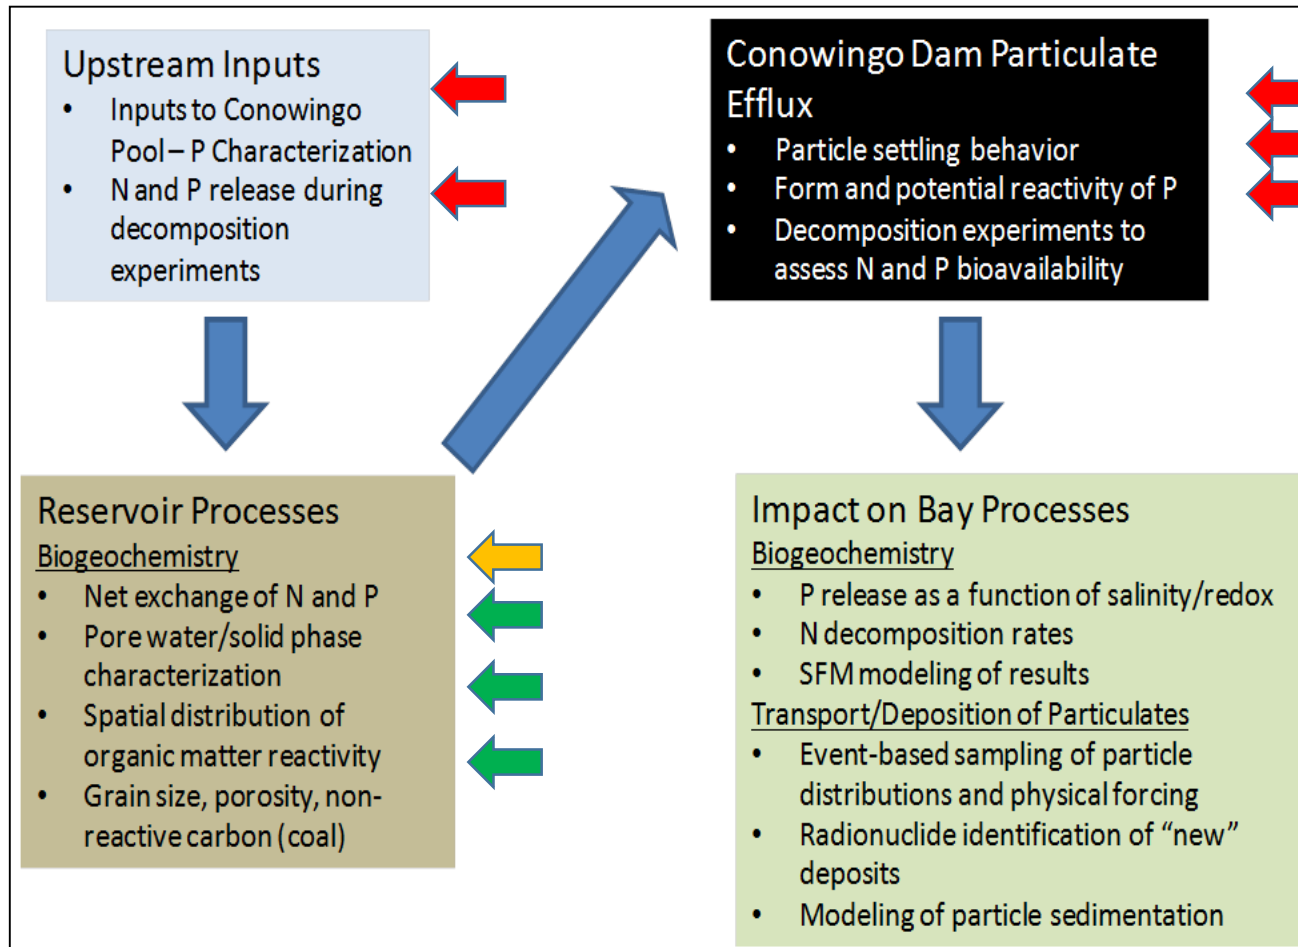 Upstream Inputs
• Inputs to Conowingo
Pool – P Characterization
• N and P release during
decomposition
experiments
Reservoir Processes
Biogeochemistry
• Net exchange of N and P
• Pore water/solid phase
characterization
• Spatial distribution of
organic matter reactivity
• Grain size, porosity, non-
reactive carbon (coal)
Conowingo Dam Particulate
Efflux
• Particle settling behavior
• Form and potential reactivity of P
• Decomposition experiments to
assess N and P bioavailability
Impact on Bay Processes
Biogeochemistry
• P release as a function of salinity/redox
• N decomposition rates
• SFM modeling of results
Transport/Deposition of Particulates
• Event-based sampling of particle
distributions and physical forcing
• Radionuclide identification of “new”
deposits
• Modeling of particle sedimentation